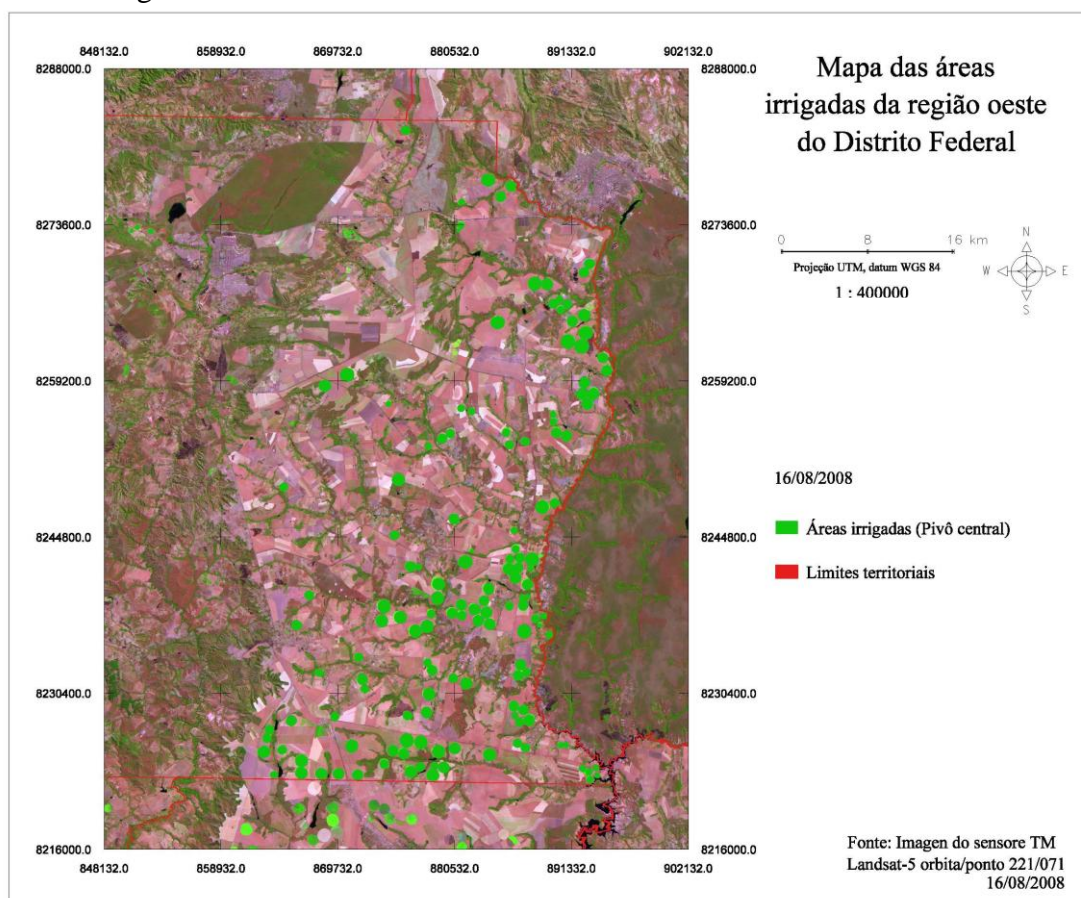 848132.0 858932.0 869732.0 880532.0 891332.0 902132.0
8288000.0 8288000.0
8273600.0 8273600.0
8259200.0 8259200.0
8244800.0 8244800.0
8230400.0 8230400.0
8216000.0 8216000.0
848132.0 858932.0 869732.0 880532.0 891332.0 902132.0
Mapa das áreas
irrigadas da região oeste
do Distrito Federal
0 8 16 km
Projeção UTM, datum WGS 84
1 : 400000
N
W E
S
16/08/2008
Áreas irrigadas (Pivô central)
Limites territoriais
Fonte: Imagen do sensore TM
Landsat-5 orbita/ponto 221/071
16/08/2008